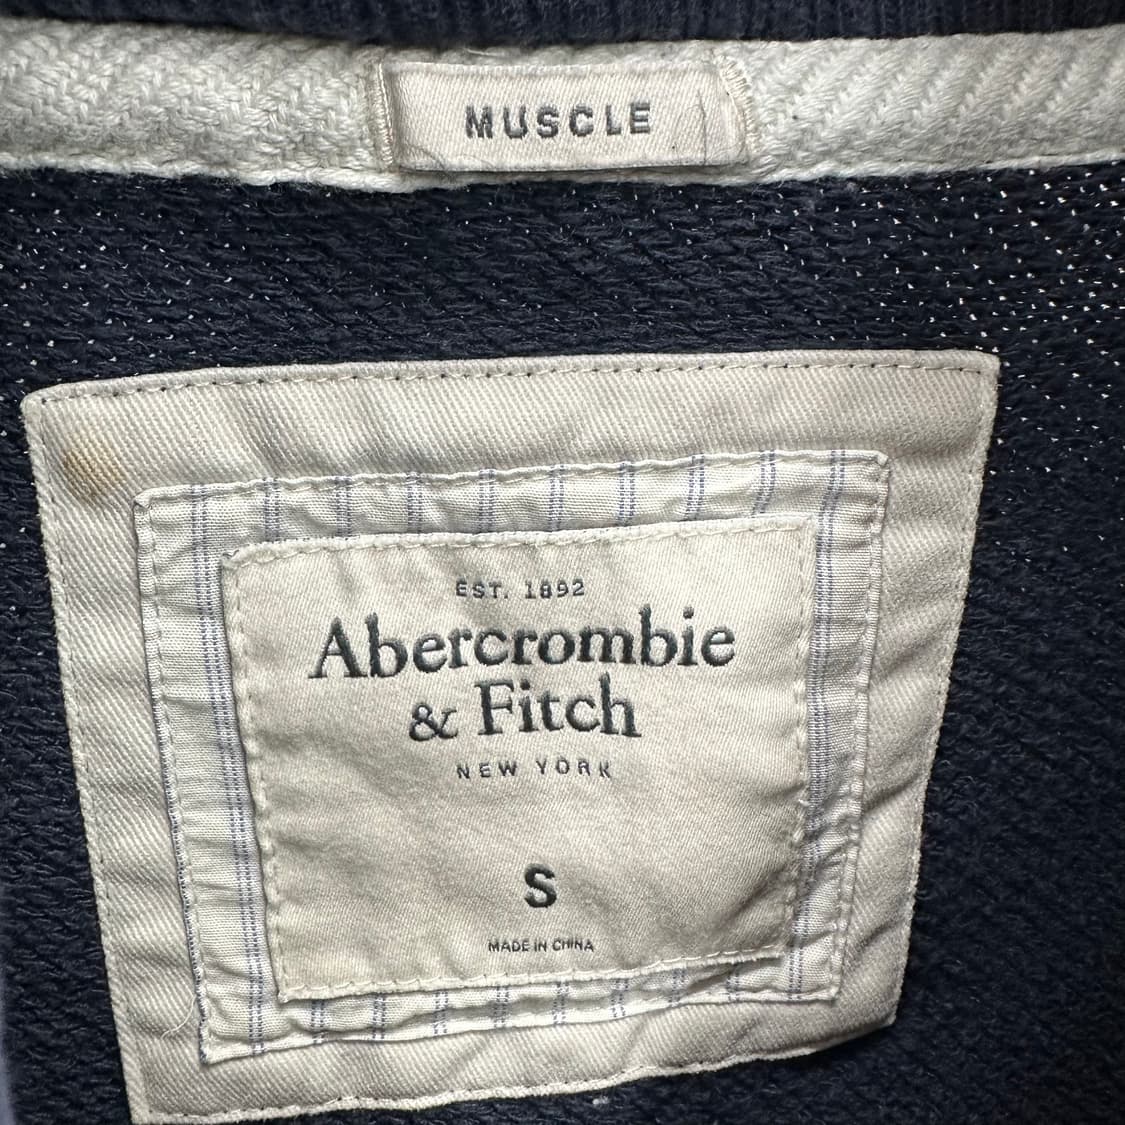 MUSCLE
EST. 1892
Abercrombie
& Fitch
NEW YORK
S
MADE IN CHINA